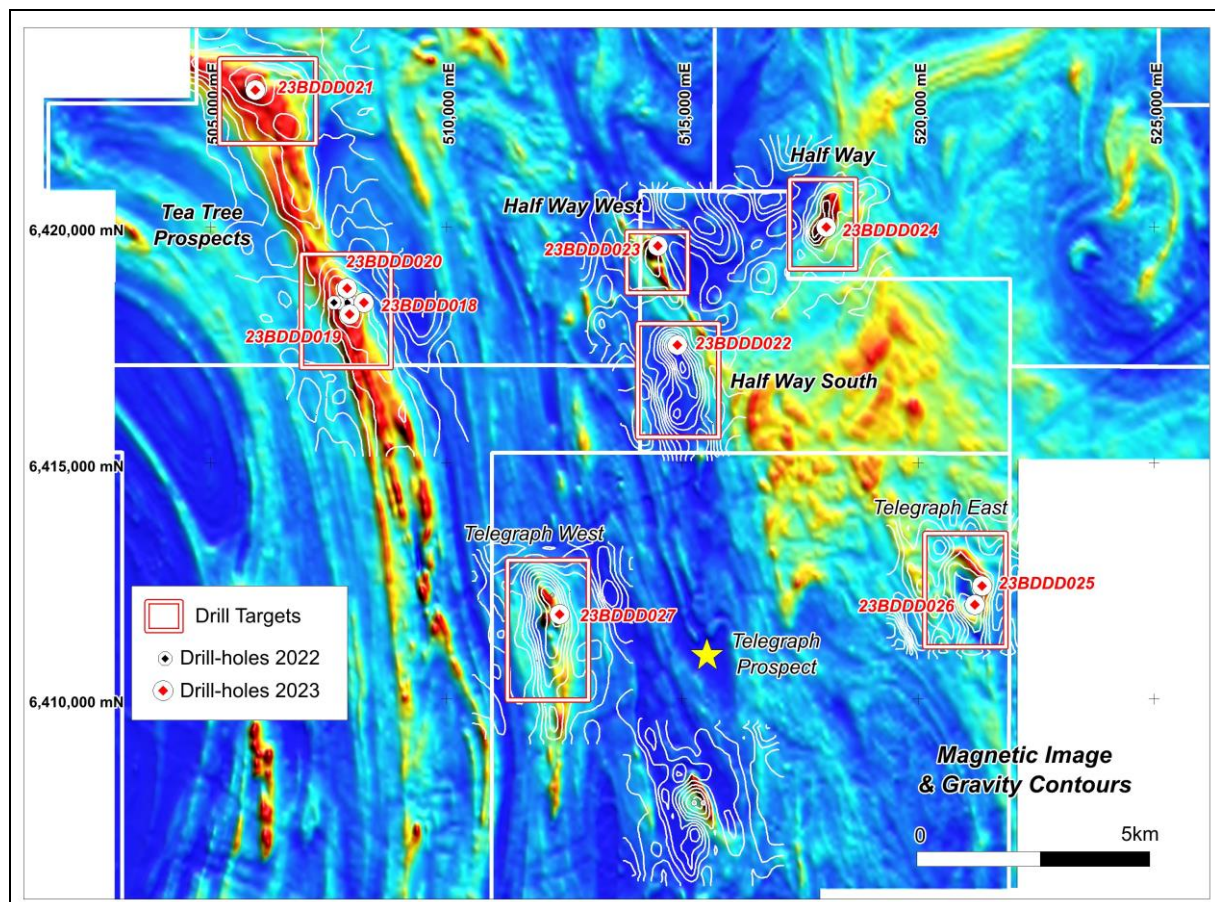 505,000 mE
510,000 mE
515,000 mE
520,000 mE
525,000 mE
23BDDD021
Half Way
Tea Tree
Prospects
Half Way West
6,420,000 mN
23BDDD024
23BDDD023
23BDDD020
23BDDD018
23BDDD019
23BDDD022
Half Way South
6,415,000 mN
Telegraph West
Telegraph East
23BDDD025
23BDDD026
23BDDD027
Drill Targets
Drill-holes 2022
Drill-holes 2023
Telegraph
Prospect
6,410,000 mN
Magnetic Image
& Gravity Contours
0
5km